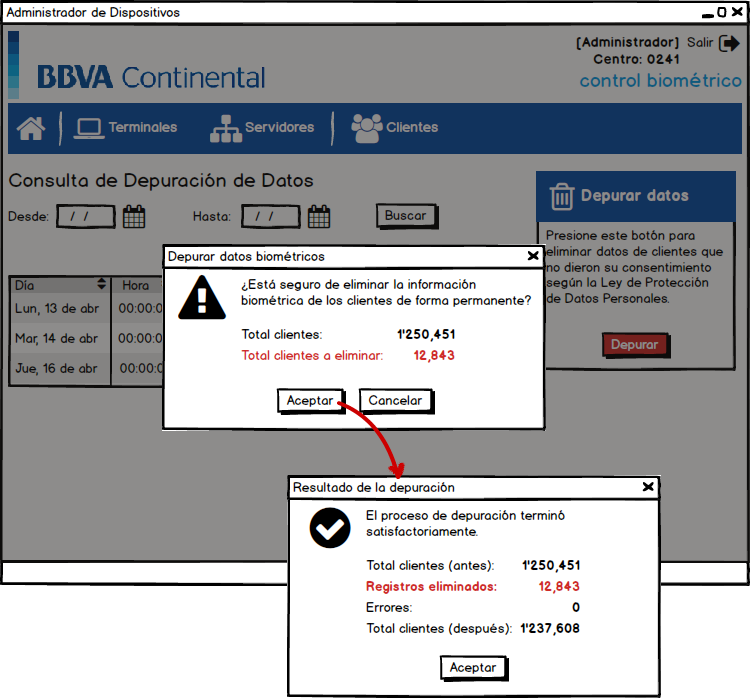 Administrador de Dispositivos
[Administrador] Salir
Centro: 0241
BBVA Continental
control biométrico
Terminales Servidores Clientes
Consulta de Depuración de Datos
Desde: / / Hasta: / / Buscar
Depurar datos
Presione este botón para
eliminar datos de clientes que
no dieron su consentimiento
según la Ley de Protección
de Datos Personales.
Depurar
Día Hora
Lun, 13 de abr 00:00:0
Mar, 14 de abr 00:00:0
Jue, 16 de abr 00:00:0
Depurar datos biométricos
¿Está seguro de eliminar la información
biométrica de los clientes de forma permanente?
Total clientes: 1'250,451
Total clientes a eliminar: 12,843
Aceptar Cancelar
Resultado de la depuración
El proceso de depuración terminó
satisfactoriamente.
Total clientes (antes): 1'250,451
Registros eliminados: 12,843
Errores: 0
Total clientes (después): 1'237,608
Aceptar